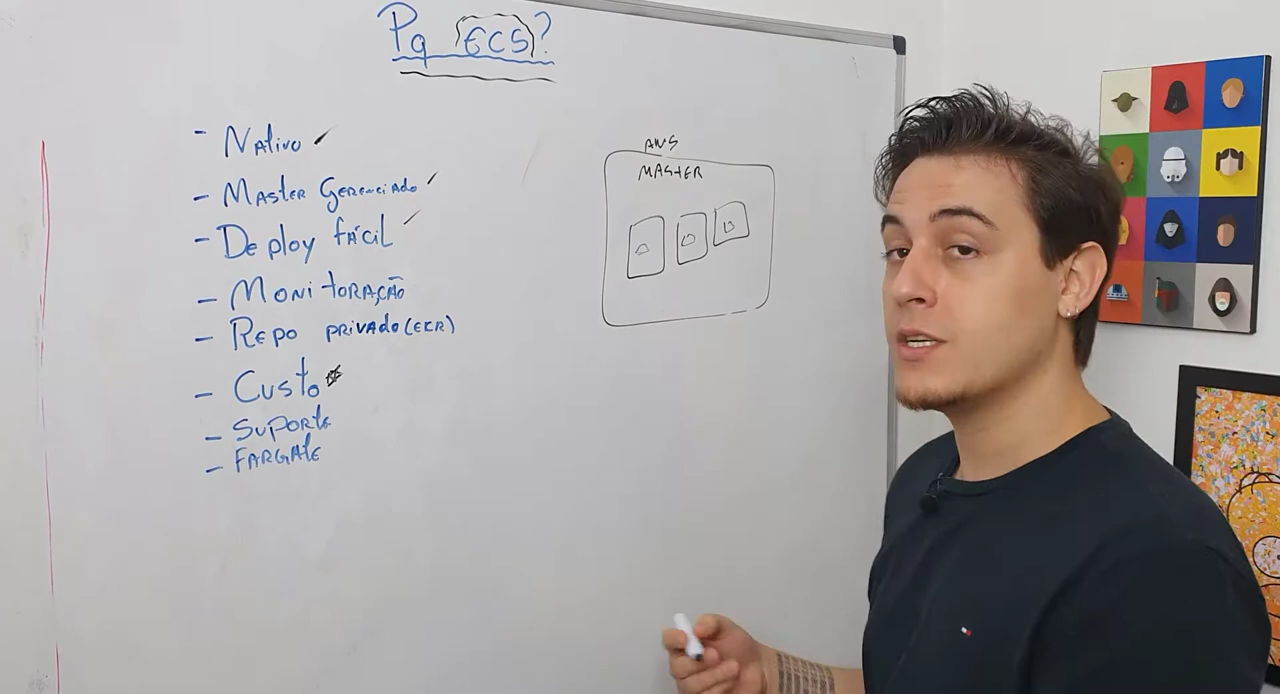 Pq ECS?
- Nativo
- Master Gerenciado
- Deploy fácil
- Monitoração
- Repo privado (ECR)
- Custo
- Suporte
- Fargate
AWS
MASTER